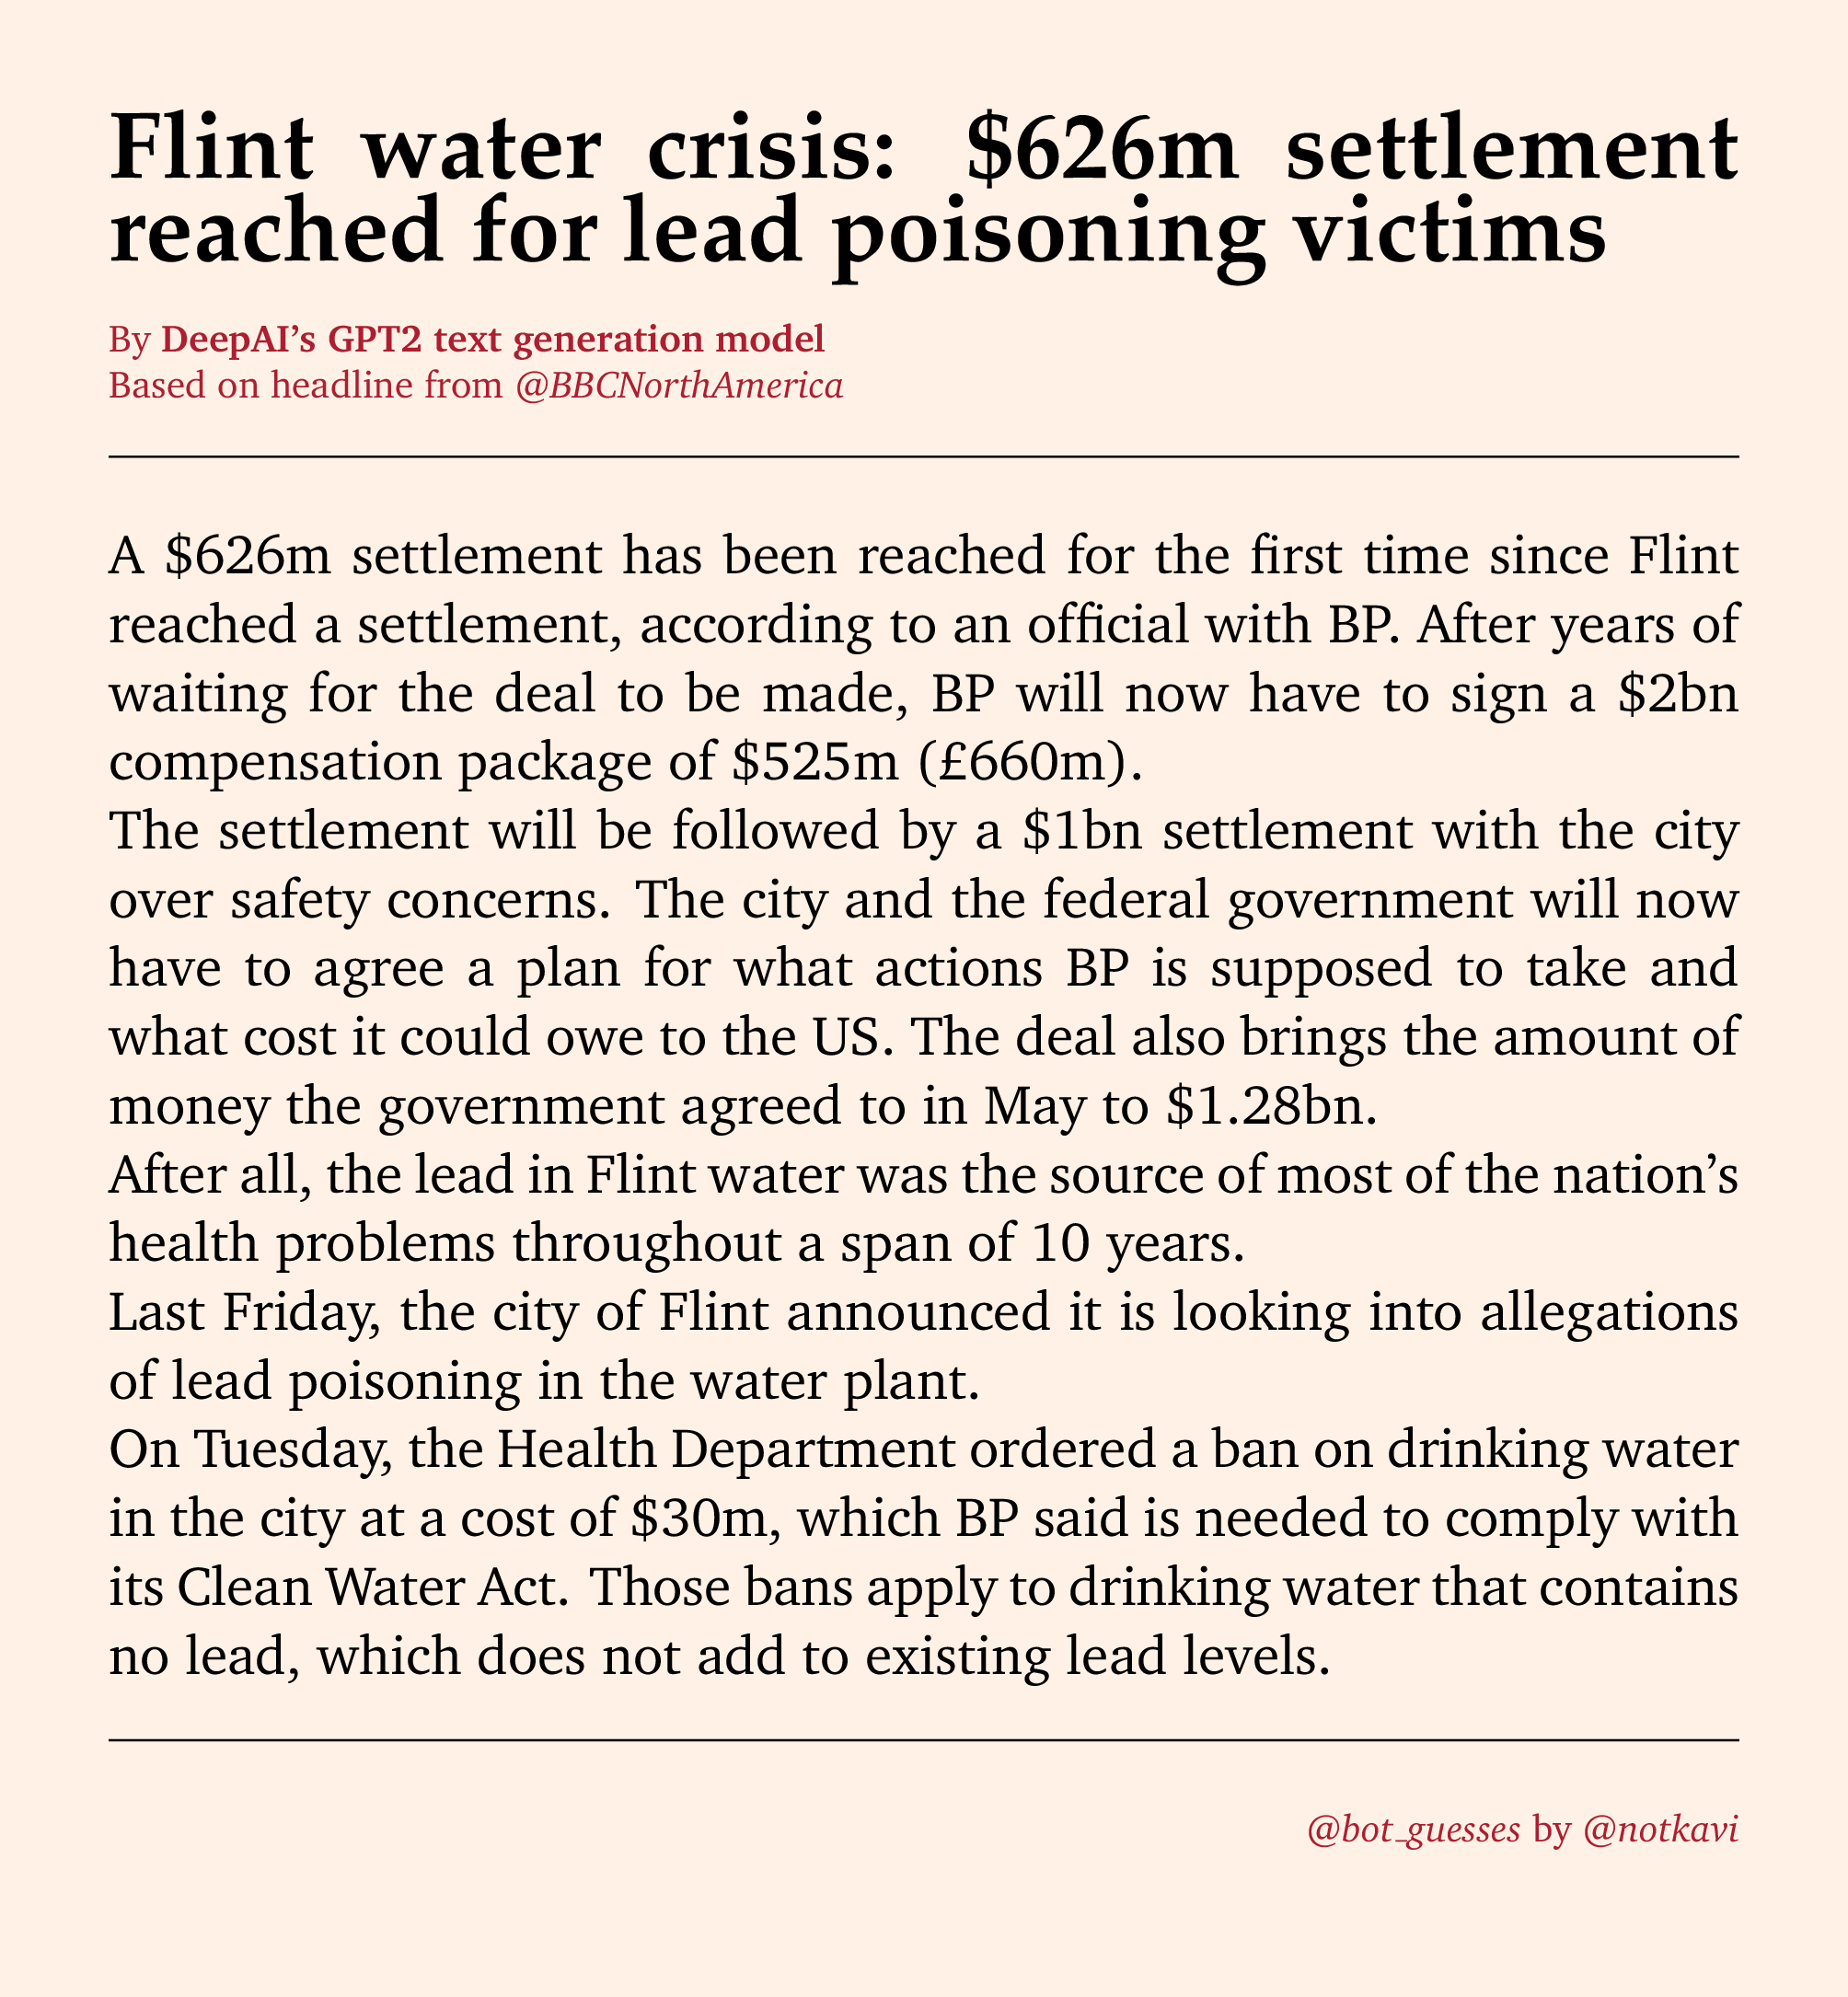 Flint water crisis: $626m settlement
reached for lead poisoning victims
By DeepAI’s GPT2 text generation model
Based on headline from @BBCNorthAmerica
A $626m settlement has been reached for the first time since Flint
reached a settlement, according to an official with BP. After years of
waiting for the deal to be made, BP will now have to sign a $2bn
compensation package of $525m (£660m).
The settlement will be followed by a $1bn settlement with the city
over safety concerns. The city and the federal government will now
have to agree a plan for what actions BP is supposed to take and
what cost it could owe to the US. The deal also brings the amount of
money the government agreed to in May to $1.28bn.
After all, the lead in Flint water was the source of most of the nation’s
health problems throughout a span of 10 years.
Last Friday, the city of Flint announced it is looking into allegations
of lead poisoning in the water plant.
On Tuesday, the Health Department ordered a ban on drinking water
in the city at a cost of $30m, which BP said is needed to comply with
its Clean Water Act. Those bans apply to drinking water that contains
no lead, which does not add to existing lead levels.
@bot_guesses by @notkavi